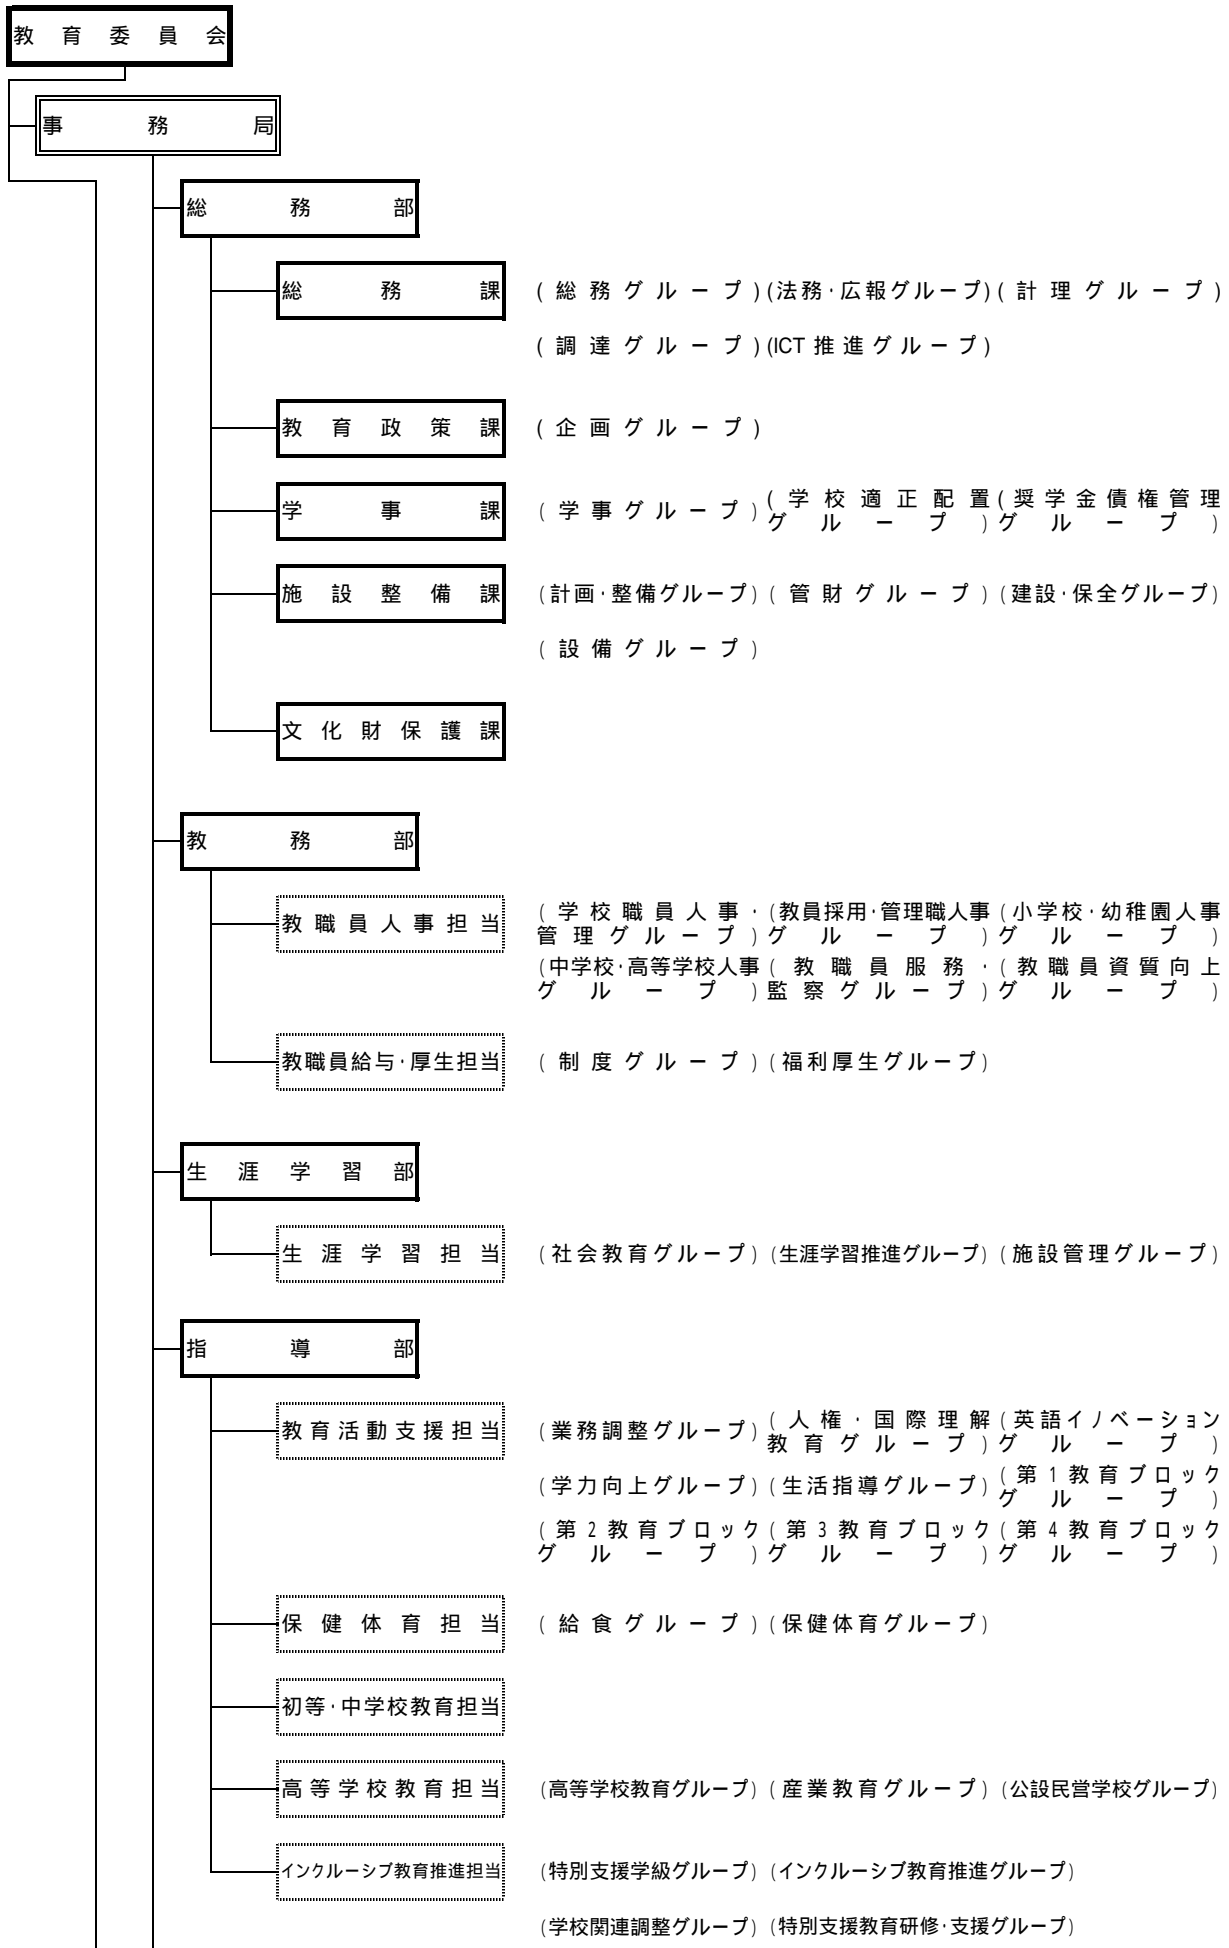 教育委員会
事務局
総務部
総務課 (総務グループ)(法務・広報グループ)(計理グループ)
(調達グループ)(ICT推進グループ)
教育政策課 (企画グループ)
学事課 (学事グループ)(学校適正配置グループ)(奨学金債権管理グループ)
施設整備課 (計画・整備グループ)(管財グループ)(建設・保全グループ)
(設備グループ)
文化財保護課
教務部
教職員人事担当 (学校職員人事・管理グループ)(教員採用・管理職人事グループ)(小学校・幼稚園人事グループ)
(中学校・高等学校人事グループ)(教職員服務・監察グループ)(教職員資質向上グループ)
教職員給与・厚生担当 (制度グループ)(福利厚生グループ)
生涯学習部
生涯学習担当 (社会教育グループ)(生涯学習推進グループ)(施設管理グループ)
指導部
教育活動支援担当 (業務調整グループ)(人権・国際理解教育グループ)(英語イノベーショングループ)
(学力向上グループ)(生活指導グループ)(第1教育ブロックグループ)
(第2教育ブロックグループ)(第3教育ブロックグループ)(第4教育ブロックグループ)
保健体育担当 (給食グループ)(保健体育グループ)
初等・中学校教育担当
高等学校教育担当 (高等学校教育グループ)(産業教育グループ)(公設民営学校グループ)
インクルーシブ教育推進担当 (特別支援学級グループ)(インクルーシブ教育推進グループ)
(学校関連調整グループ)(特別支援教育研修・支援グループ)